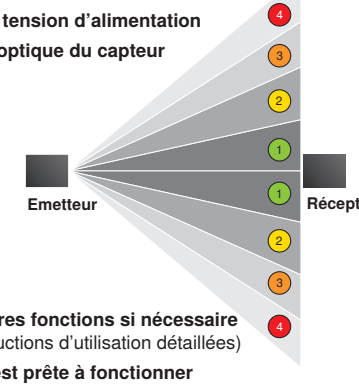 tension d’alimentation
optique du capteur
4
3
2
1
1
2
3
4
Emetteur
Récept
res fonctions si nécessaire
uctions d’utilisation détaillées)
est prête à fonctionner